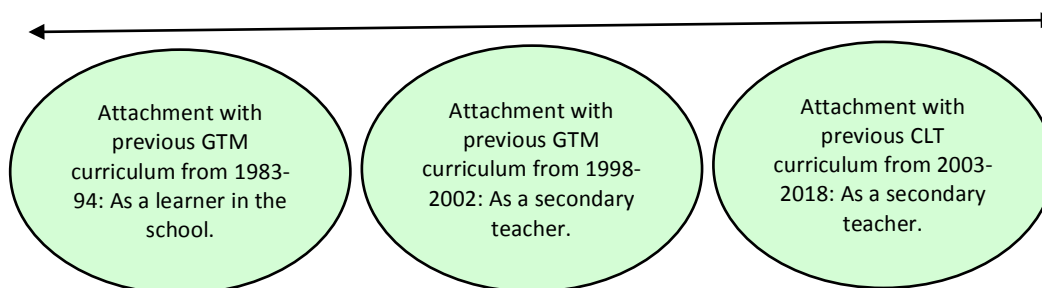 Attachment with
previous GTM
curriculum from 1983-
94: As a learner in the
school.
Attachment with
previous GTM
curriculum from 1998-
2002: As a secondary
teacher.
Attachment with
previous CLT
curriculum from 2003-
2018: As a secondary
teacher.